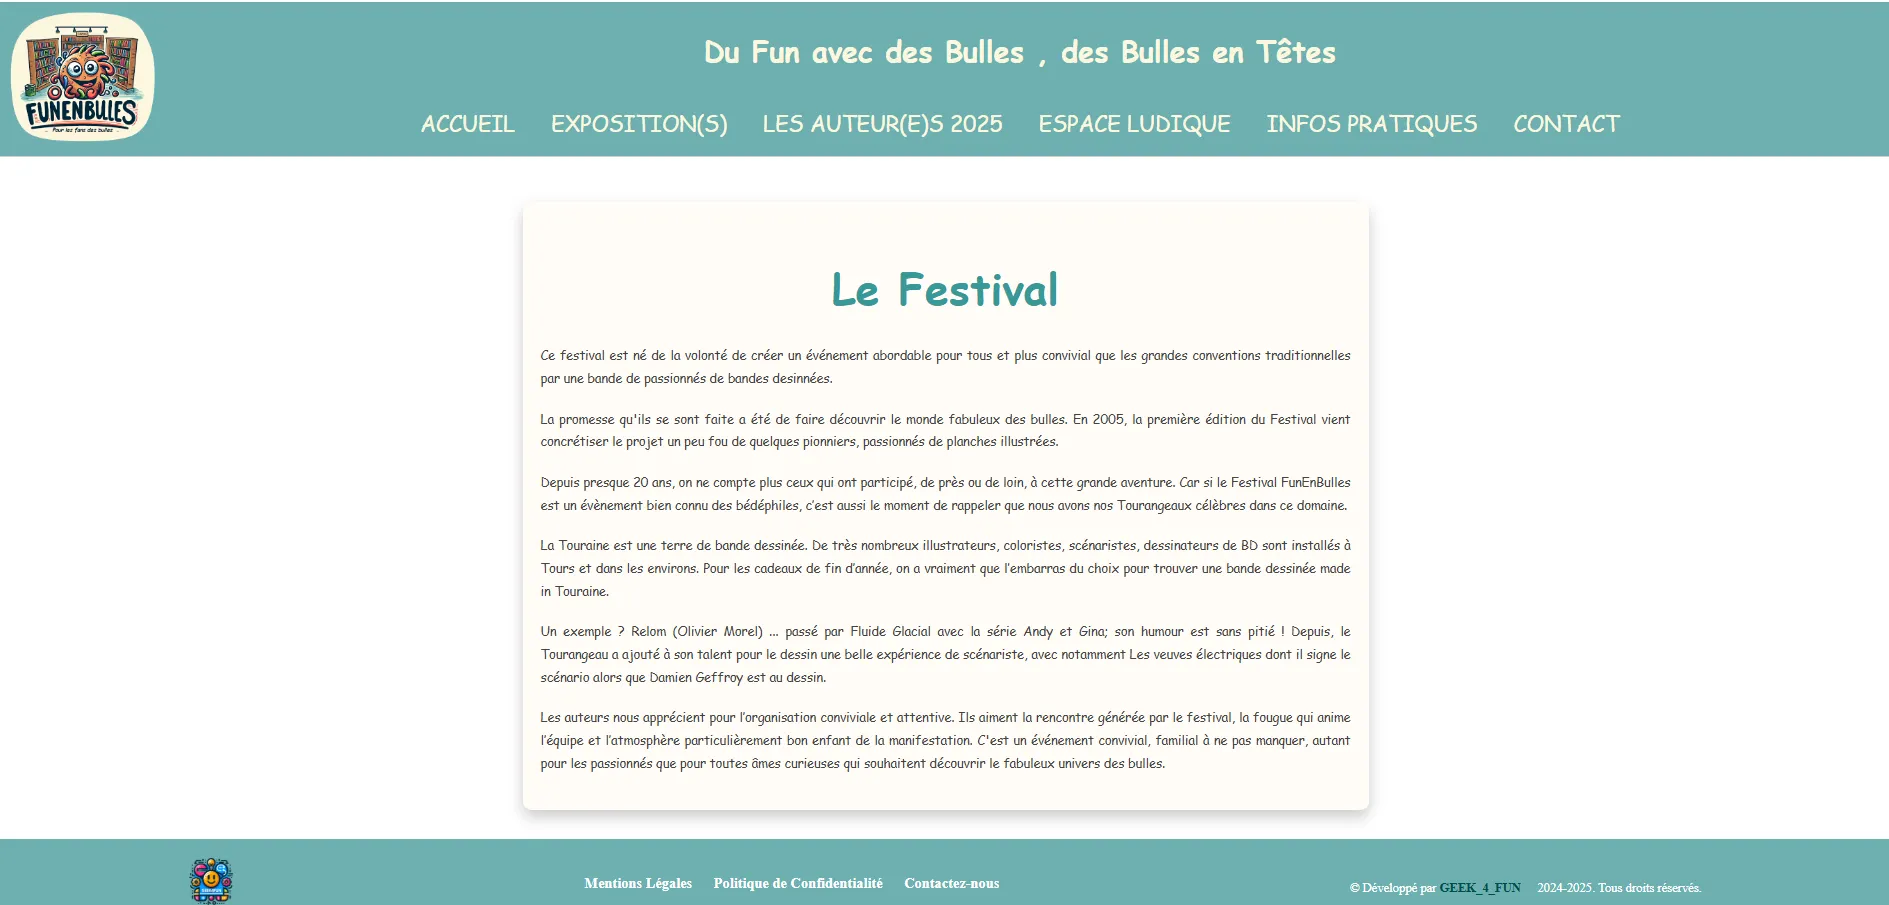 FUNENBULLES
Pour les fans des bulles
Du Fun avec des Bulles , des Bulles en Têtes
ACCUEIL EXPOSITION(S) LES AUTEUR(E)S 2025 ESPACE LUDIQUE INFOS PRATIQUES CONTACT
Le Festival
Ce festival est né de la volonté de créer un événement abordable pour tous et plus convivial que les grandes conventions traditionnelles
par une bande de passionnés de bandes desinnées.
La promesse qu'ils se sont faite a été de faire découvrir le monde fabuleux des bulles. En 2005, la première édition du Festival vient
concrétiser le projet un peu fou de quelques pionniers, passionnés de planches illustrées.
Depuis presque 20 ans, on ne compte plus ceux qui ont participé, de près ou de loin, à cette grande aventure. Car si le Festival FunEnBulles
est un évènement bien connu des bédéphiles, c’est aussi le moment de rappeler que nous avons nos Tourangeaux célèbres dans ce domaine.
La Touraine est une terre de bande dessinée. De très nombreux illustrateurs, coloristes, scénaristes, dessinateurs de BD sont installés à
Tours et dans les environs. Pour les cadeaux de fin d’année, on a vraiment que l’embarras du choix pour trouver une bande dessinée made
in Touraine.
Un exemple ? Relom (Olivier Morel) ... passé par Fluide Glacial avec la série Andy et Gina; son humour est sans pitié ! Depuis, le
Tourangeau a ajouté à son talent pour le dessin une belle expérience de scénariste, avec notamment Les veuves électriques dont il signe le
scénario alors que Damien Geffroy est au dessin.
Les auteurs nous apprécient pour l’organisation conviviale et attentive. Ils aiment la rencontre générée par le festival, la fougue qui anime
l’équipe et l’atmosphère particulièrement bon enfant de la manifestation. C'est un événement convivial, familial à ne pas manquer, autant
pour les passionnés que pour toutes âmes curieuses qui souhaitent découvrir le fabuleux univers des bulles.
Mentions Légales Politique de Confidentialité Contactez-nous
© Développé par GEEK_4_FUN 2024-2025. Tous droits réservés.